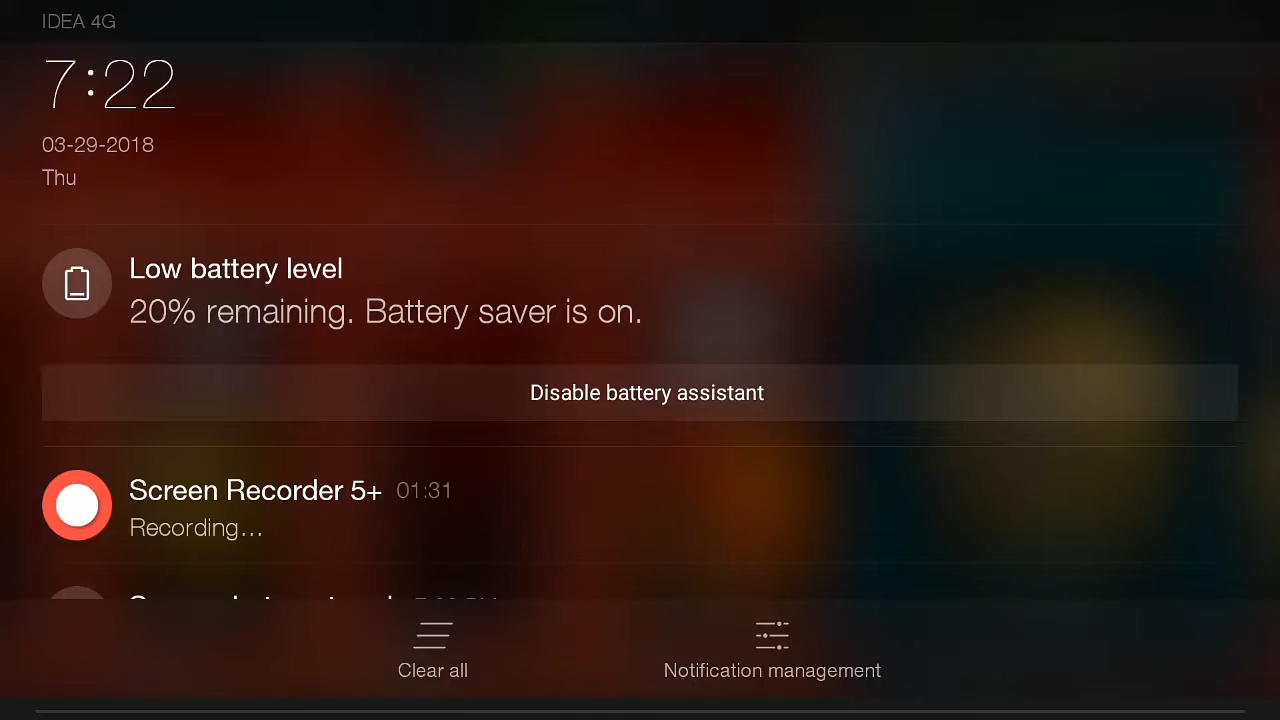 IDEA 4G
7:22
03-29-2018
Thu
Low battery level
20% remaining. Battery saver is on.
Disable battery assistant
Screen Recorder 5+ 01:31
Recording...
Clear all
Notification management